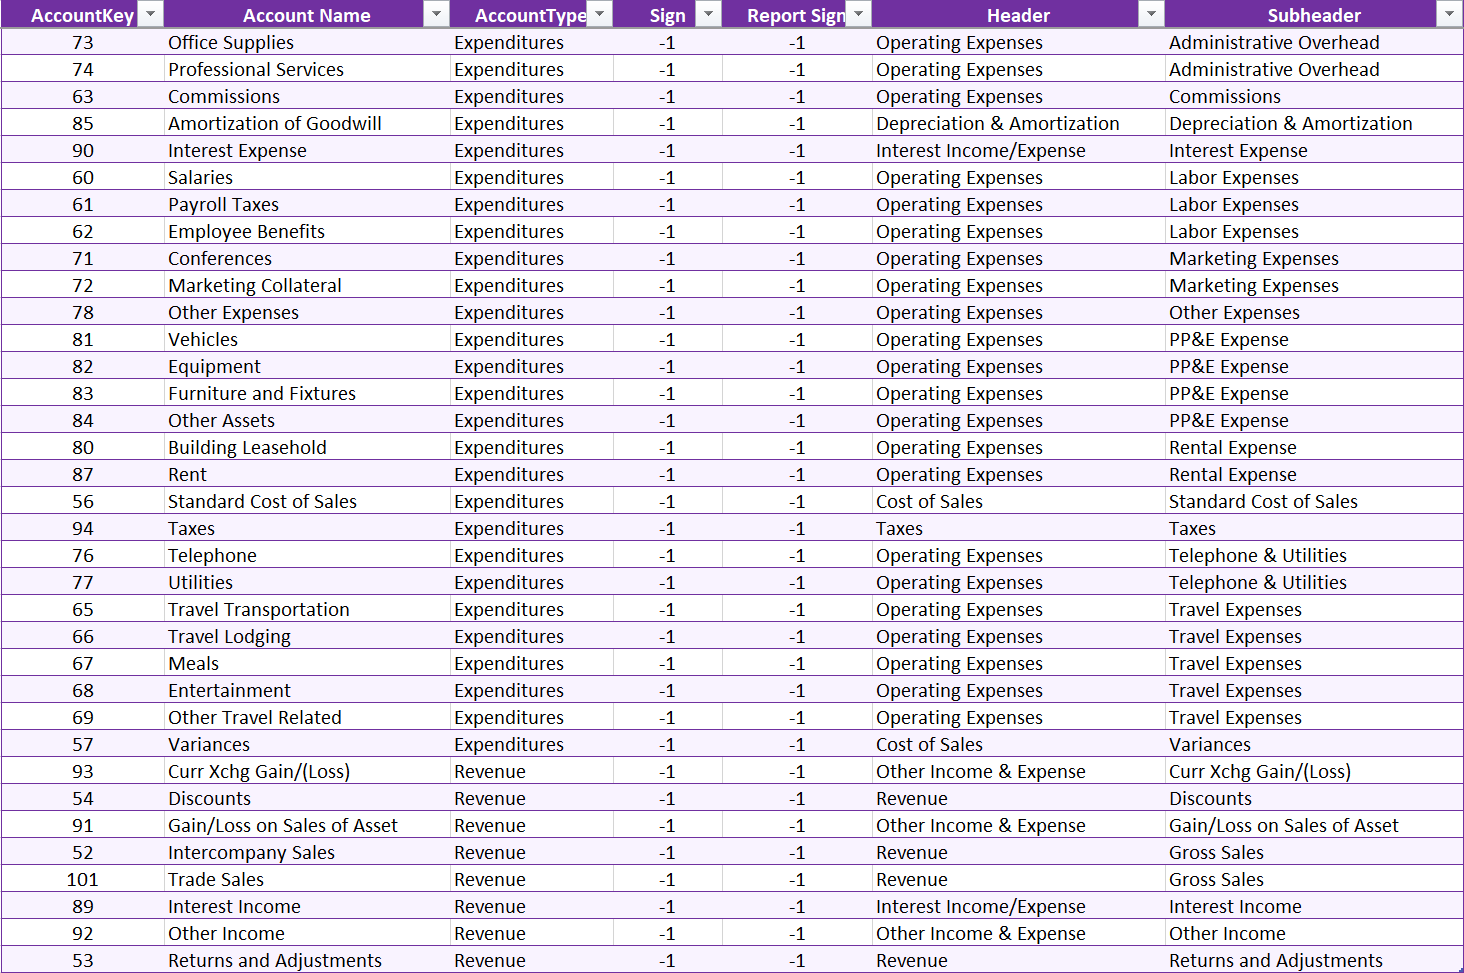 AccountKey Account Name AccountType Sign Report Sign Header Subheader
73 Office Supplies Expenditures -1 -1 Operating Expenses Administrative Overhead
74 Professional Services Expenditures -1 -1 Operating Expenses Administrative Overhead
63 Commissions Expenditures -1 -1 Operating Expenses Commissions
85 Amortization of Goodwill Expenditures -1 -1 Depreciation & Amortization Depreciation & Amortization
90 Interest Expense Expenditures -1 -1 Interest Income/Expense Interest Expense
60 Salaries Expenditures -1 -1 Operating Expenses Labor Expenses
61 Payroll Taxes Expenditures -1 -1 Operating Expenses Labor Expenses
62 Employee Benefits Expenditures -1 -1 Operating Expenses Labor Expenses
71 Conferences Expenditures -1 -1 Operating Expenses Marketing Expenses
72 Marketing Collateral Expenditures -1 -1 Operating Expenses Marketing Expenses
78 Other Expenses Expenditures -1 -1 Operating Expenses Other Expenses
81 Vehicles Expenditures -1 -1 Operating Expenses PP&E Expense
82 Equipment Expenditures -1 -1 Operating Expenses PP&E Expense
83 Furniture and Fixtures Expenditures -1 -1 Operating Expenses PP&E Expense
84 Other Assets Expenditures -1 -1 Operating Expenses PP&E Expense
80 Building Leasehold Expenditures -1 -1 Operating Expenses Rental Expense
87 Rent Expenditures -1 -1 Operating Expenses Rental Expense
56 Standard Cost of Sales Expenditures -1 -1 Cost of Sales Standard Cost of Sales
94 Taxes Expenditures -1 -1 Taxes Taxes
76 Telephone Expenditures -1 -1 Operating Expenses Telephone & Utilities
77 Utilities Expenditures -1 -1 Operating Expenses Telephone & Utilities
65 Travel Transportation Expenditures -1 -1 Operating Expenses Travel Expenses
66 Travel Lodging Expenditures -1 -1 Operating Expenses Travel Expenses
67 Meals Expenditures -1 -1 Operating Expenses Travel Expenses
68 Entertainment Expenditures -1 -1 Operating Expenses Travel Expenses
69 Other Travel Related Expenditures -1 -1 Operating Expenses Travel Expenses
57 Variances Expenditures -1 -1 Cost of Sales Variances
93 Curr Xchg Gain/(Loss) Revenue -1 -1 Other Income & Expense Curr Xchg Gain/(Loss)
54 Discounts Revenue -1 -1 Revenue Discounts
91 Gain/Loss on Sales of Asset Revenue -1 -1 Other Income & Expense Gain/Loss on Sales of Asset
52 Intercompany Sales Revenue -1 -1 Revenue Gross Sales
101 Trade Sales Revenue -1 -1 Revenue Gross Sales
89 Interest Income Revenue -1 -1 Interest Income/Expense Interest Income
92 Other Income Revenue -1 -1 Other Income & Expense Other Income
53 Returns and Adjustments Revenue -1 -1 Revenue Returns and Adjustments